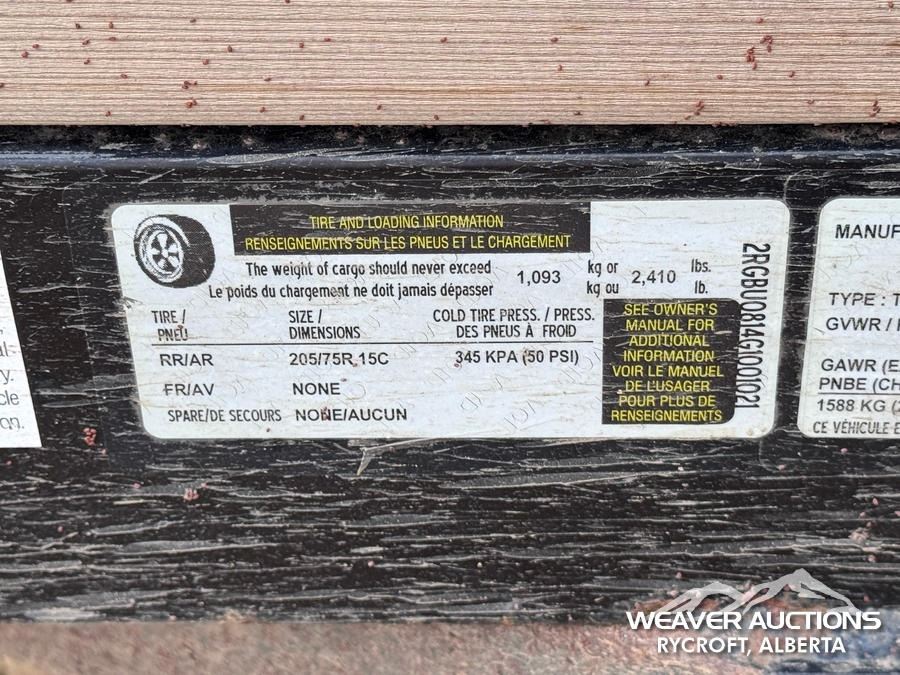 TIRE AND LOADING INFORMATION
RENSEIGNEMENTS SUR LES PNEUS ET LE CHARGEMENT
The weight of cargo should never exceed 1,093 kg or 2,410 lbs.
Le poids du chargement ne doit jamais dépasser kg ou lb.
TIRE / SIZE / COLD TIRE PRESS. / PRESS.
PNEU DIMENSIONS DES PNEUS À FROID
RR/AR 205/75R 15C 345 KPA (50 PSI)
FR/AV NONE
SPARE/DE SECOURS NONE/AUCUN
SEE OWNER'S
MANUAL FOR
ADDITIONAL
INFORMATION
VOIR LE MANUEL
DE L'USAGER
POUR PLUS DE
RENSEIGNEMENTS
MANUF
TYPE : T
GVWR /
GAWR (E
PNBE (CH
1588 KG (
CE VÉHICULE E
WEAVER AUCTIONS
RYCROFT, ALBERTA